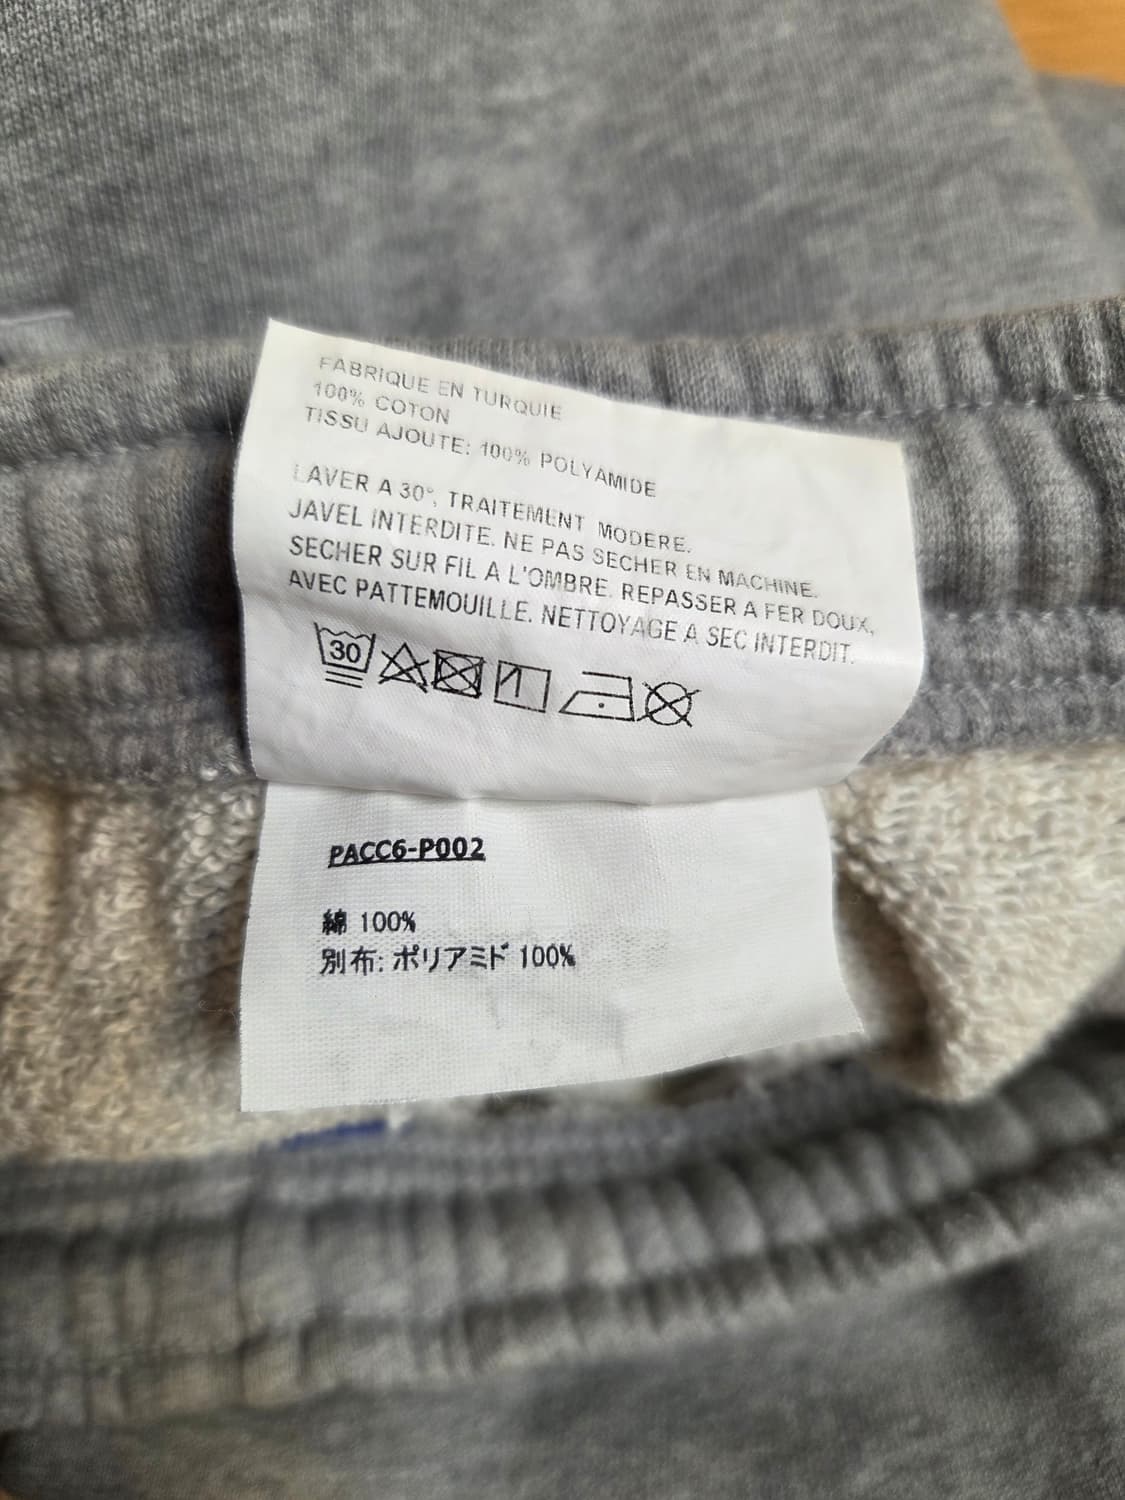 FABRIQUE EN TURQUIE
100% COTON
TISSU AJOUTE: 100% POLYAMIDE
LAVER A 30°, TRAITEMENT MODERE.
JAVEL INTERDITE. NE PAS SECHER EN MACHINE.
SECHER SUR FIL A L'OMBRE. REPASSER A FER DOUX,
AVEC PATTEMOUILLE. NETTOYAGE A SEC INTERDIT.
30
PACC6-P002
綿 100%
別布: ポリアミド 100%